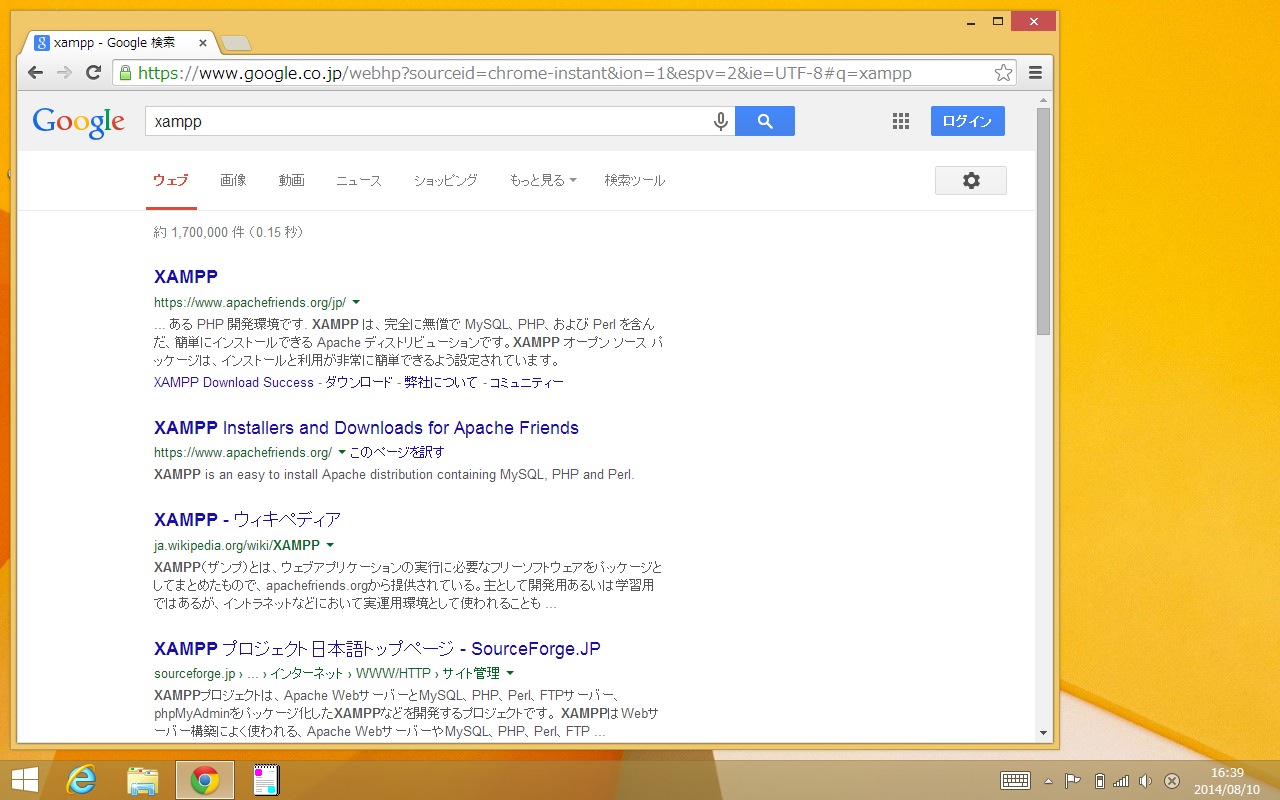 xampp - Google 検索
https://www.google.co.jp/webhp?sourceid=chrome-instant&ion=1&espv=2&ie=UTF-8#q=xampp
Google
xampp
ログイン
ウェブ 画像 動画 ニュース ショッピング もっと見る 検索ツール
約 1,700,000 件 (0.15 秒)
XAMPP
https://www.apachefriends.org/jp/
... ある PHP 開発環境です. XAMPP は、完全に無償で MySQL、PHP、および Perl を含ん
だ、簡単にインストールできる Apache ディストリビューションです。XAMPP オープン ソース パ
ッケージは、インストールと利用が非常に簡単できるよう設定されています。
XAMPP Download Success - ダウンロード - 弊社について - コミュニティー
XAMPP Installers and Downloads for Apache Friends
https://www.apachefriends.org/ このページを訳す
XAMPP is an easy to install Apache distribution containing MySQL, PHP and Perl.
XAMPP - ウィキペディア
ja.wikipedia.org/wiki/XAMPP
XAMPP(ザンプ)とは、ウェブアプリケーションの実行に必要なフリーソフトウェアをパッケージと
してまとめたもので、apachefriends.orgから提供されている。主として開発用あるいは学習用
ではあるが、イントラネットなどにおいて実運用環境として使われることも ...
XAMPP プロジェクト日本語トップページ - SourceForge.JP
sourceforge.jp › ... › インターネット › WWW/HTTP › サイト管理
XAMPPプロジェクトは、Apache WebサーバーとMySQL、PHP、Perl、FTPサーバー、
phpMyAdminをパッケージ化したXAMPPなどを開発するプロジェクトです。 XAMPPは Webサ
ーバー構築によく使われる、Apache WebサーバーやMySQL、PHP、Perl、FTP ...
16:39
2014/08/10